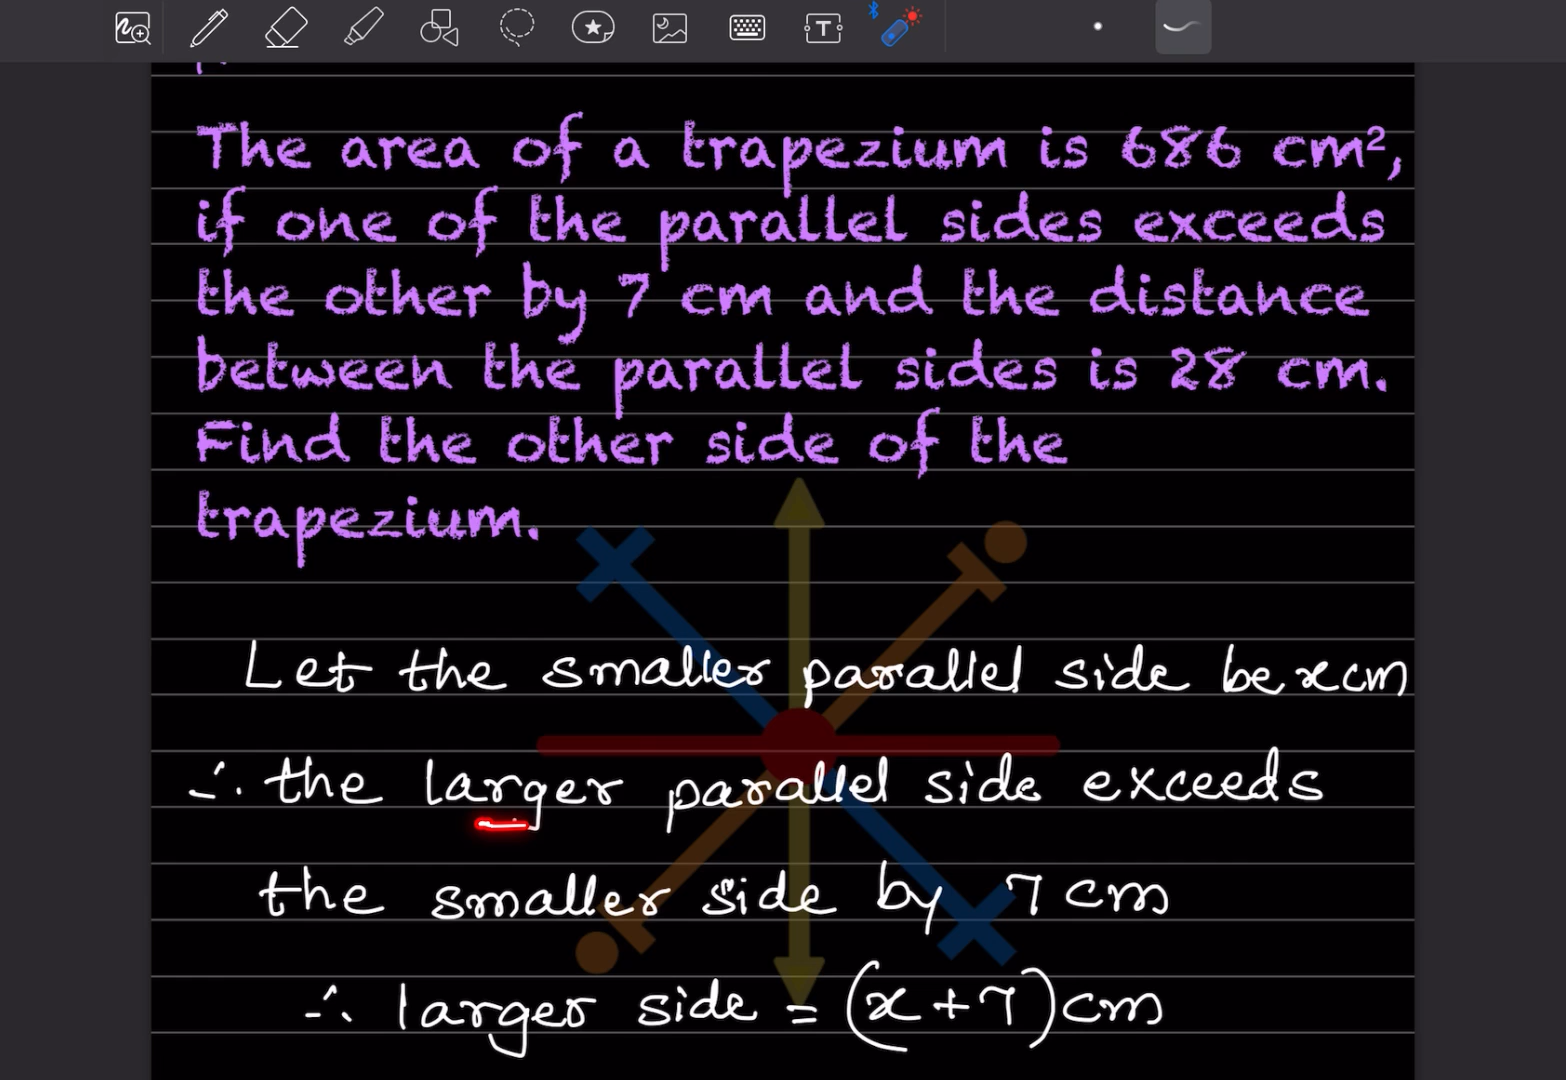 The area of a trapezium is 686 cm²,
if one of the parallel sides exceeds
the other by 7 cm and the distance
between the parallel sides is 28 cm.
Find the other side of the
trapezium.
Let the smaller parallel side be x cm
∴ the larger parallel side exceeds
the smaller side by 7 cm
∴ larger side = (x+7) cm